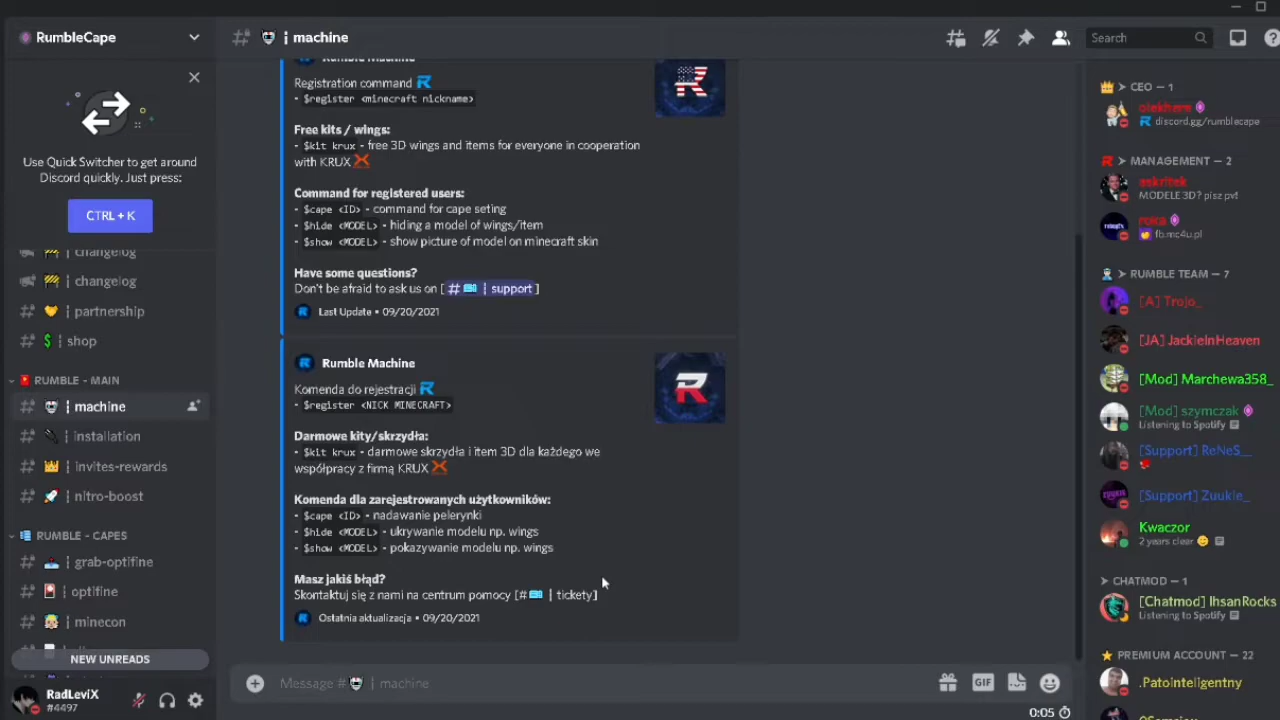 RumbleCape
Use Quick Switcher to get around
Discord quickly. Just press:
CTRL + K
changelog
changelog
partnership
shop
RUMBLE - MAIN
machine
installation
invites-rewards
nitro-boost
RUMBLE - CAPES
grab-optifine
optifine
minecon
NEW UNREADS
RadLeviX
#4497
machine
Search
Rumble Machine
Registration command
- $register <minecraft nickname>
Free kits / wings:
- $kit krux - free 3D wings and items for everyone in cooperation
with KRUX
Command for registered users:
- $cape <ID> - command for cape seting
- $hide <MODEL> - hiding a model of wings/item
- $show <MODEL> - show picture of model on minecraft skin
Have some questions?
Don't be afraid to ask us on [ # | support ]
Last Update • 09/20/2021
Rumble Machine
Komenda do rejestracji
- $register <NICK MINECRAFT>
Darmowe kity/skrzydła:
- $kit krux - darmowe skrzydła i item 3D dla każdego we
współpracy z firmą KRUX
Komenda dla zarejestrowanych użytkowników:
- $cape <ID> - nadawanie pelerynki
- $hide <MODEL> - ukrywanie modelu np. wings
- $show <MODEL> - pokazywanie modelu np. wings
Masz jakiś błąd?
Skontaktuj się z nami na centrum pomocy [# | tickety]
Ostatnia aktualizacja • 09/20/2021
Message # | machine
GIF
0:05
CEO — 1
discord.gg/rumblecape
MANAGEMENT — 2
askritek
MODELE 3D? pisz pv!
fb.mc4u.pl
RUMBLE TEAM — 7
[A] Trojo_
[JA] JackieInHeaven
[Mod] Marchewa358_
[Mod] szymczak
Listening to Spotify
[Support] ReNeS__
[Support] Zuukie_
Kwaczor
2 years clear
CHATMOD — 1
[Chatmod] IhsanRocks
Listening to Spotify
PREMIUM ACCOUNT — 22
.PatoInteligentny